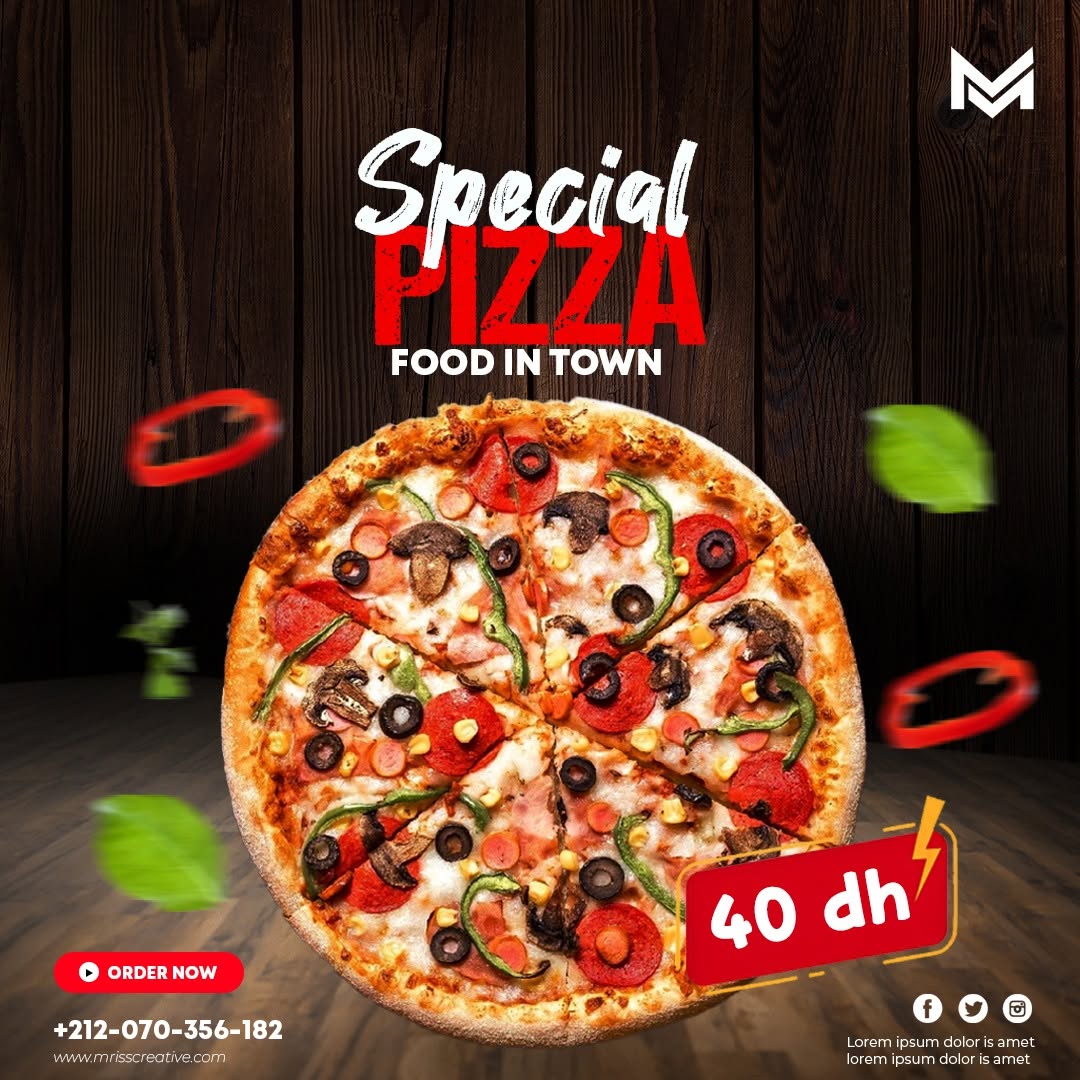 Special
PIZZA
FOOD IN TOWN
40 dh
ORDER NOW
+212-070-356-182
www.mrisscreative.com
Lorem ipsum dolor is amet
lorem ipsum dolor is amet